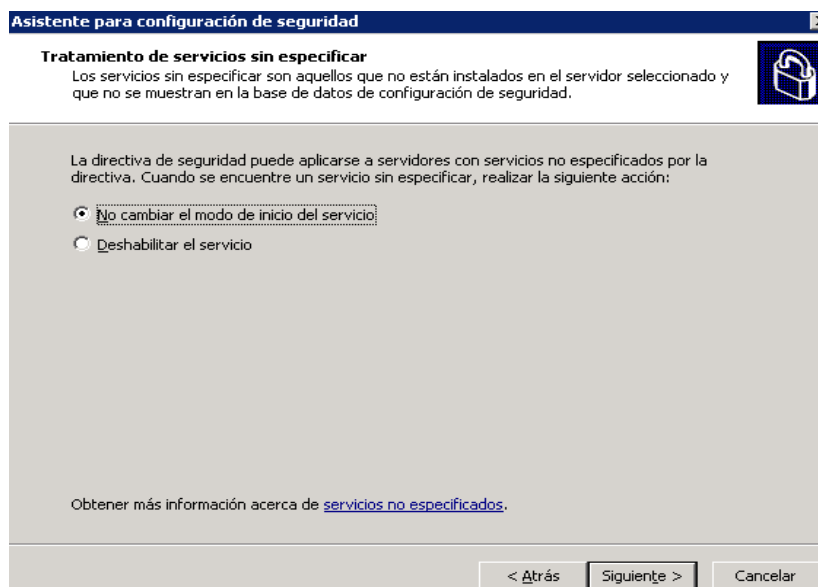 Asistente para configuración de seguridad
Tratamiento de servicios sin especificar
Los servicios sin especificar son aquellos que no están instalados en el servidor seleccionado y
que no se muestran en la base de datos de configuración de seguridad.
La directiva de seguridad puede aplicarse a servidores con servicios no especificados por la
directiva. Cuando se encuentre un servicio sin especificar, realizar la siguiente acción:
No cambiar el modo de inicio del servicio
Deshabilitar el servicio
Obtener más información acerca de servicios no especificados.
< Atrás
Siguiente >
Cancelar